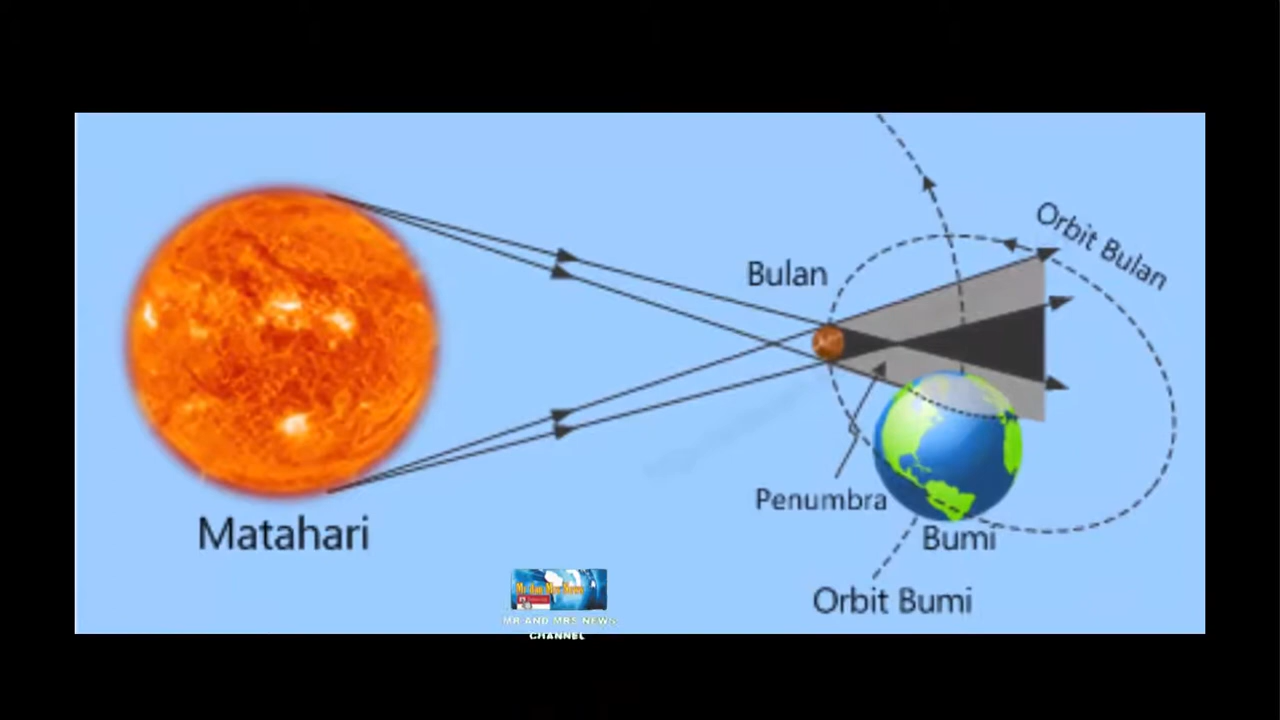 Orbit Bulan
Bulan
Penumbra
Matahari
Bumi
Orbit Bumi
MR AND MRS NEWS
CHANNEL